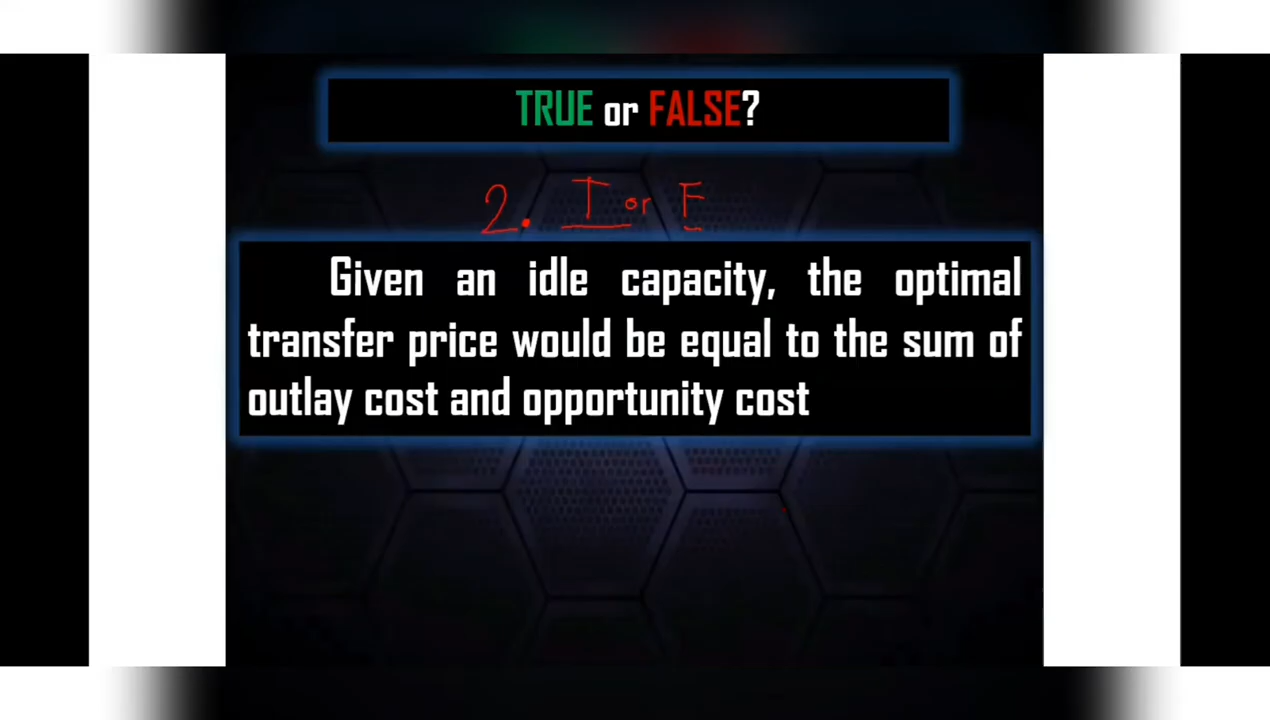 TRUE or FALSE?
2. T or F
Given an idle capacity, the optimal
transfer price would be equal to the sum of
outlay cost and opportunity cost